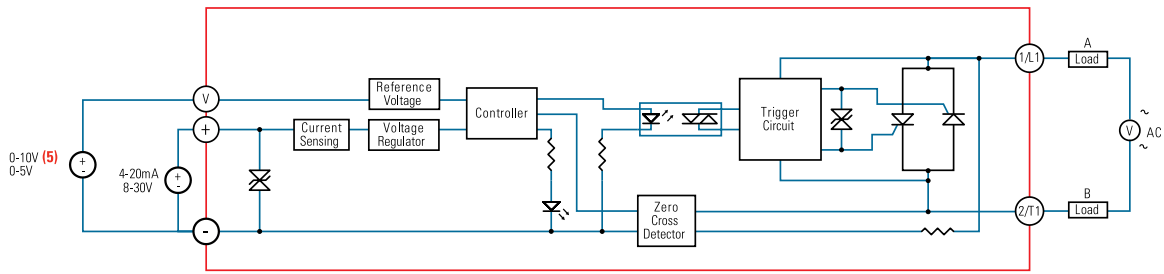 0-10V (5)
0-5V
+
-
4-20mA
8-30V
+
-
V
+
-
Current
Sensing
Reference
Voltage
Voltage
Regulator
Controller
Zero
Cross
Detector
Trigger
Circuit
1/L1
2/T1
A
Load
B
Load
~
V
AC
~